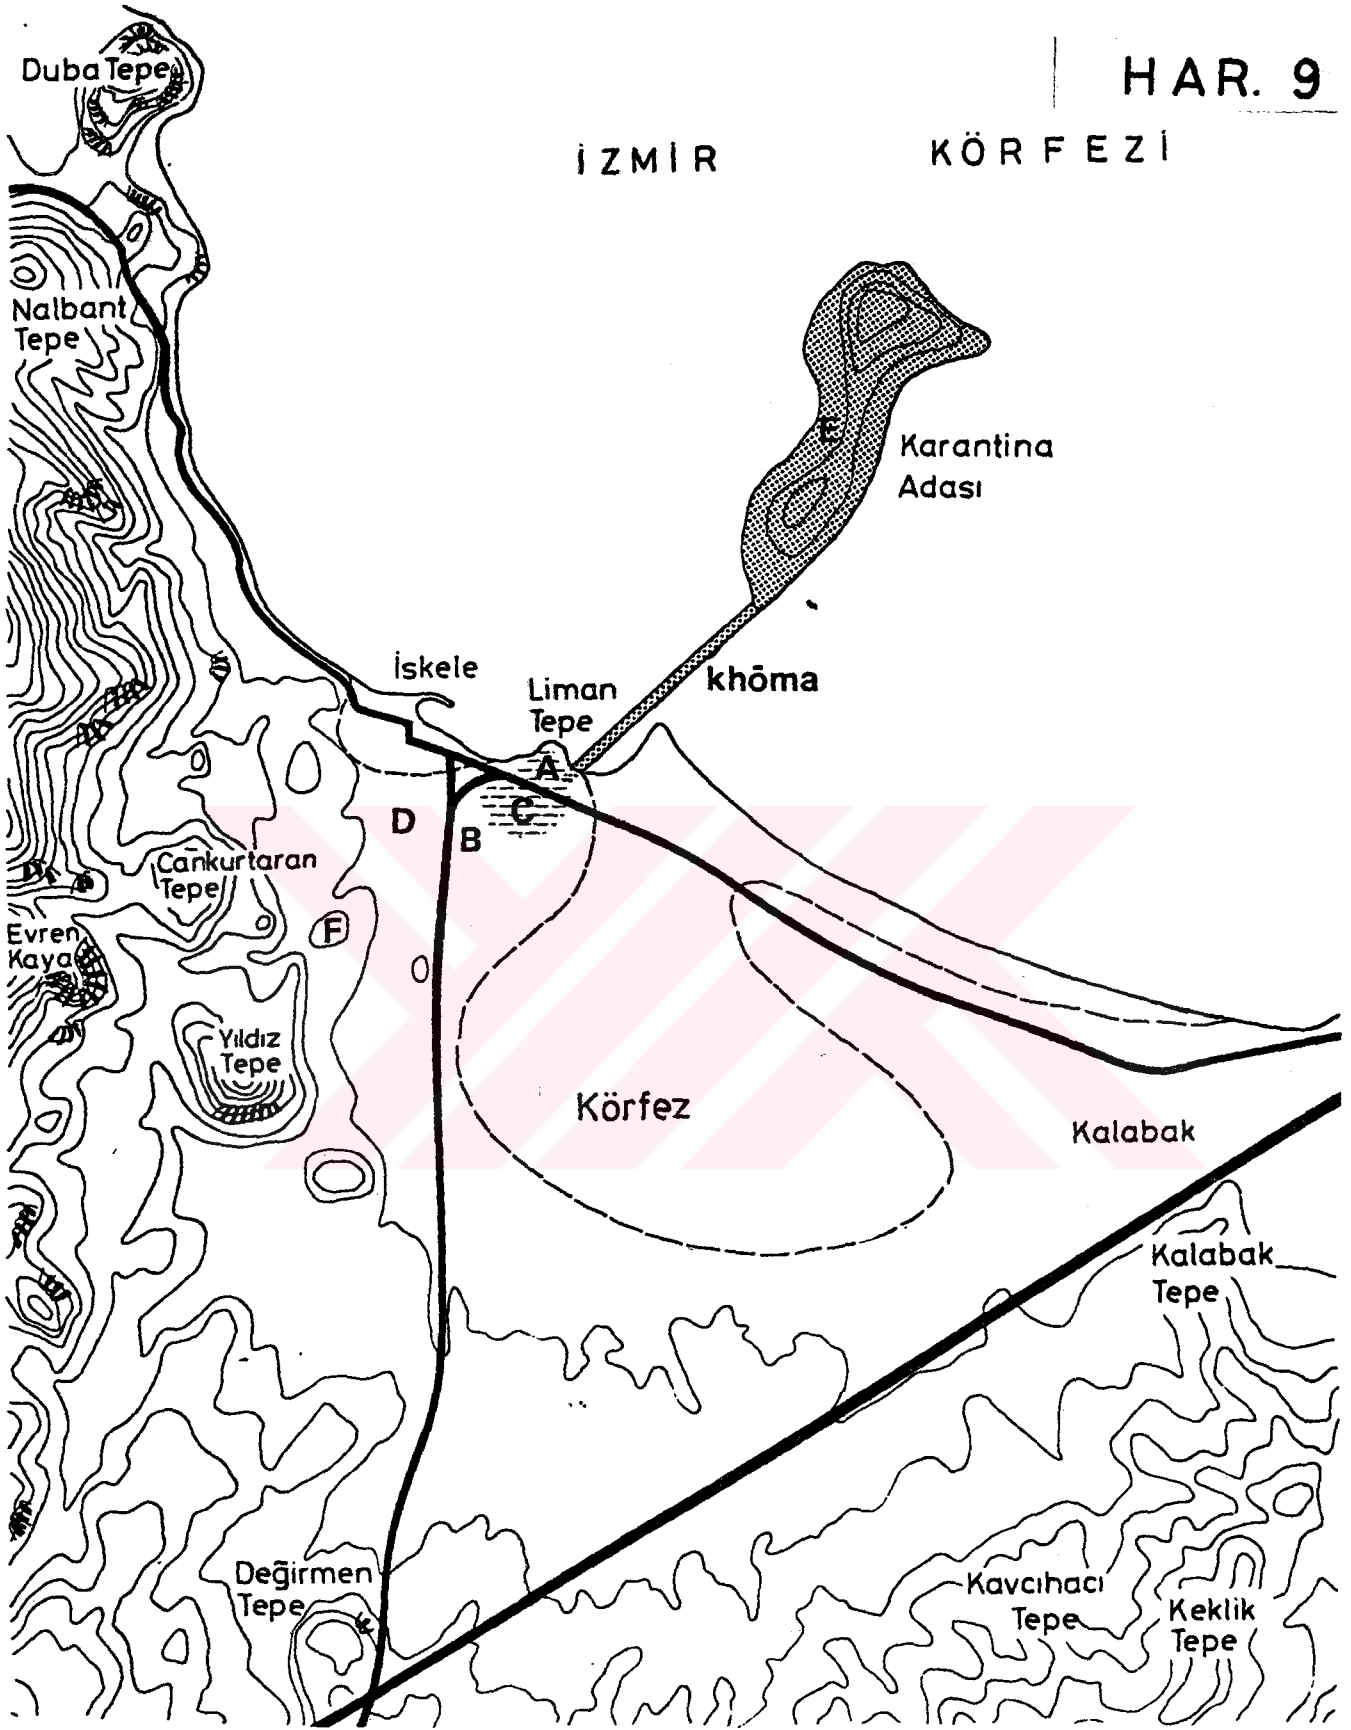 HAR. 9
Duba Tepe
İZMİR KÖRFEZİ
Nalbant
Tepe
E
Karantina
Adası
İskele
Liman
Tepe
khōma
A
C
D
B
Cankurtaran
Tepe
F
Evren
Kaya
Yıldız
Tepe
Körfez
Kalabak
Kalabak
Tepe
Değirmen
Tepe
Kavcıhacı
Tepe
Keklik
Tepe